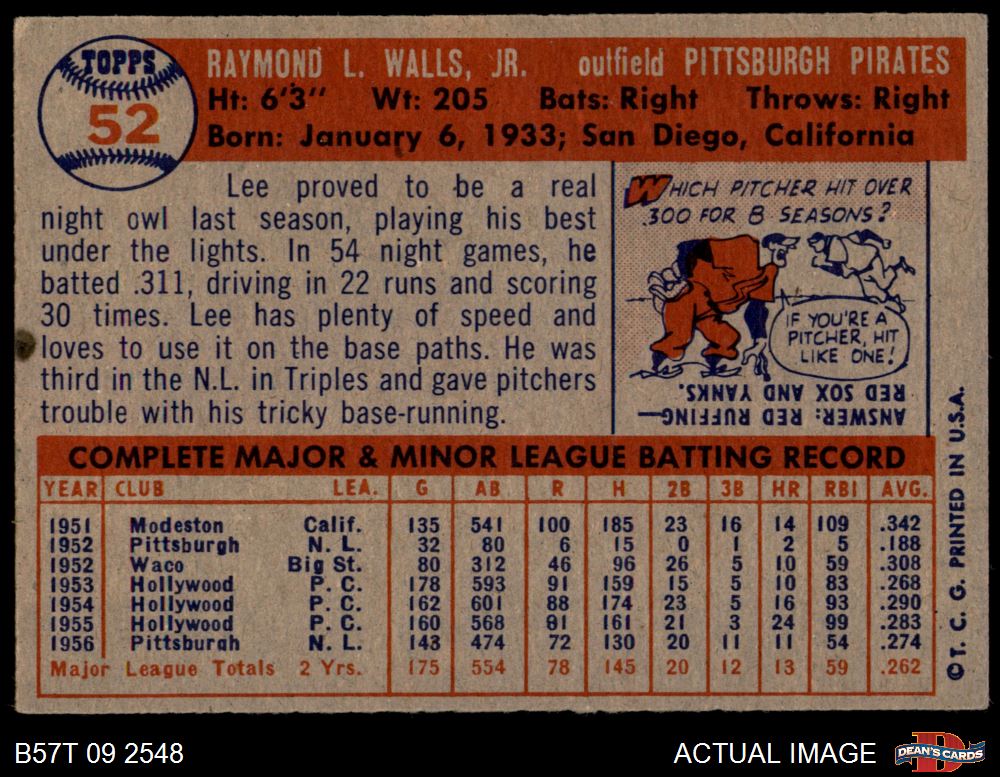 TOPPS
52
RAYMOND L. WALLS, JR. outfield PITTSBURGH PIRATES
Ht: 6'3" Wt: 205 Bats: Right Throws: Right
Born: January 6, 1933; San Diego, California
Lee proved to be a real
night owl last season, playing his best
under the lights. In 54 night games, he
batted .311, driving in 22 runs and scoring
30 times. Lee has plenty of speed and
loves to use it on the base paths. He was
third in the N.L. in Triples and gave pitchers
trouble with his tricky base-running.
WHICH PITCHER HIT OVER
.300 FOR 8 SEASONS?
IF YOU'RE A
PITCHER, HIT
LIKE ONE!
ANSWER: RED RUFFING—
RED SOX AND YANKS.
COMPLETE MAJOR & MINOR LEAGUE BATTING RECORD
YEAR CLUB LEA. G AB R H 2B 3B HR RBI AVG.
1951 Modeston Calif. 135 541 100 185 23 16 14 109 .342
1952 Pittsburgh N. L. 32 80 6 15 0 1 2 5 .188
1952 Waco Big St. 80 312 46 96 26 5 10 59 .308
1953 Hollywood P. C. 178 593 91 159 15 5 10 83 .268
1954 Hollywood P. C. 162 601 88 174 23 5 16 93 .290
1955 Hollywood P. C. 160 568 91 161 21 3 24 99 .283
1956 Pittsburgh N. L. 143 474 72 130 20 11 11 54 .274
Major League Totals 2 Yrs. 175 554 78 145 20 12 13 59 .262
©T. C. G. PRINTED IN U.S.A.
B57T 09 2548
ACTUAL IMAGE
DEAN'S CARDS